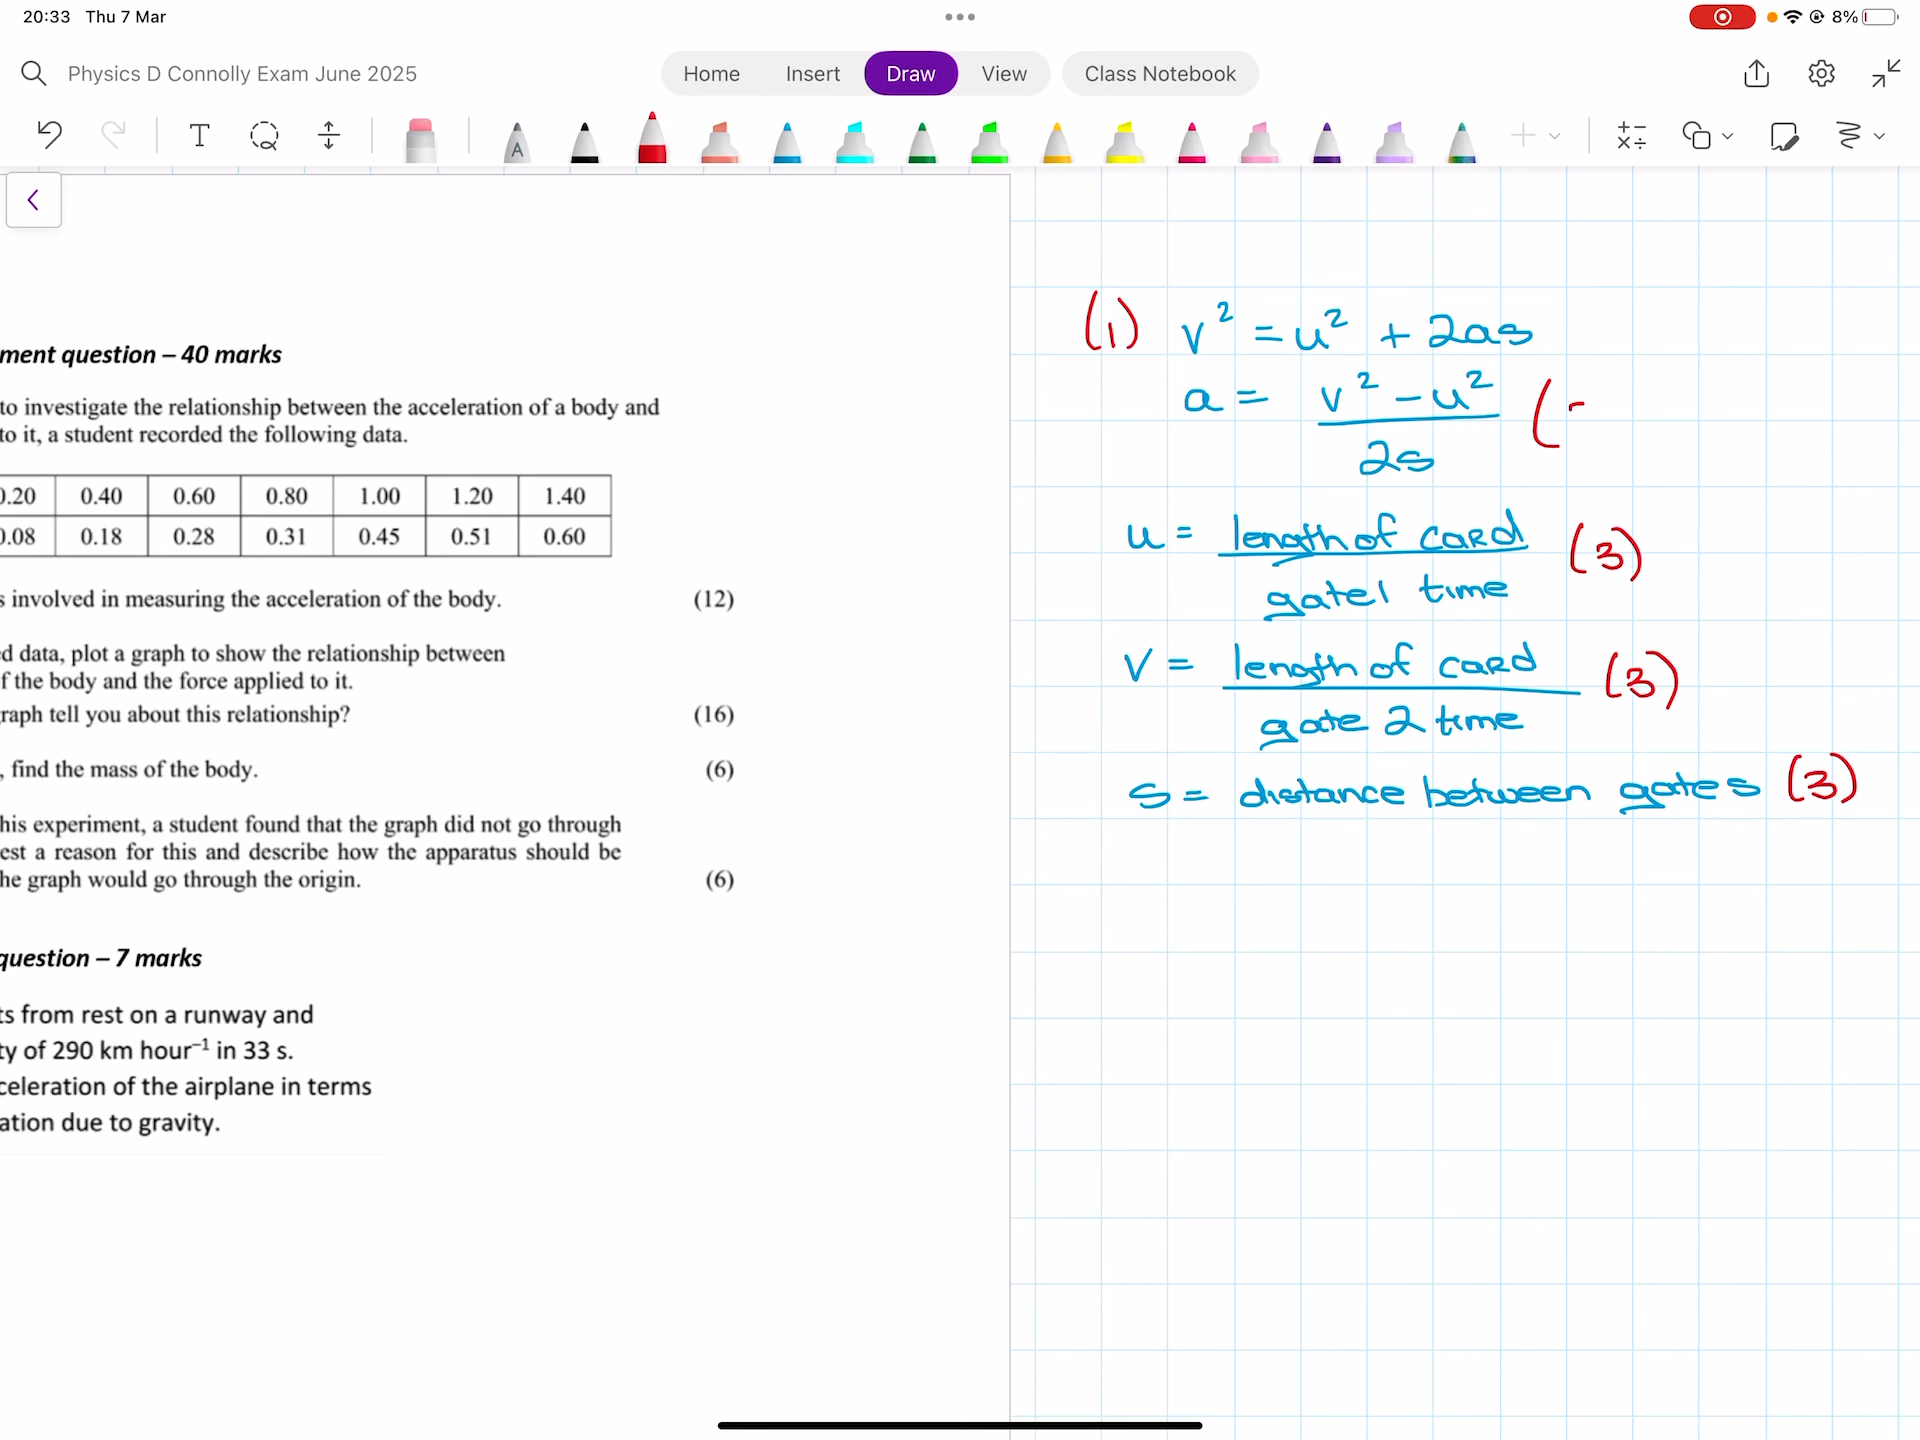 20:33 Thu 7 Mar
8%
Physics D Connolly Exam June 2025
Home Insert Draw View Class Notebook
T
A
ment question – 40 marks
to investigate the relationship between the acceleration of a body and
to it, a student recorded the following data.
0.20 0.40 0.60 0.80 1.00 1.20 1.40
0.08 0.18 0.28 0.31 0.45 0.51 0.60
s involved in measuring the acceleration of the body. (12)
ed data, plot a graph to show the relationship between
f the body and the force applied to it.
graph tell you about this relationship? (16)
, find the mass of the body. (6)
his experiment, a student found that the graph did not go through
est a reason for this and describe how the apparatus should be
he graph would go through the origin. (6)
question – 7 marks
ts from rest on a runway and
ty of 290 km hour⁻¹ in 33 s.
celeration of the airplane in terms
ation due to gravity.
(1) v² = u² + 2as
a = v² – u² (
2s
u = length of card (3)
gate1 time
v = length of card (3)
gate 2 time
s = distance between gates (3)